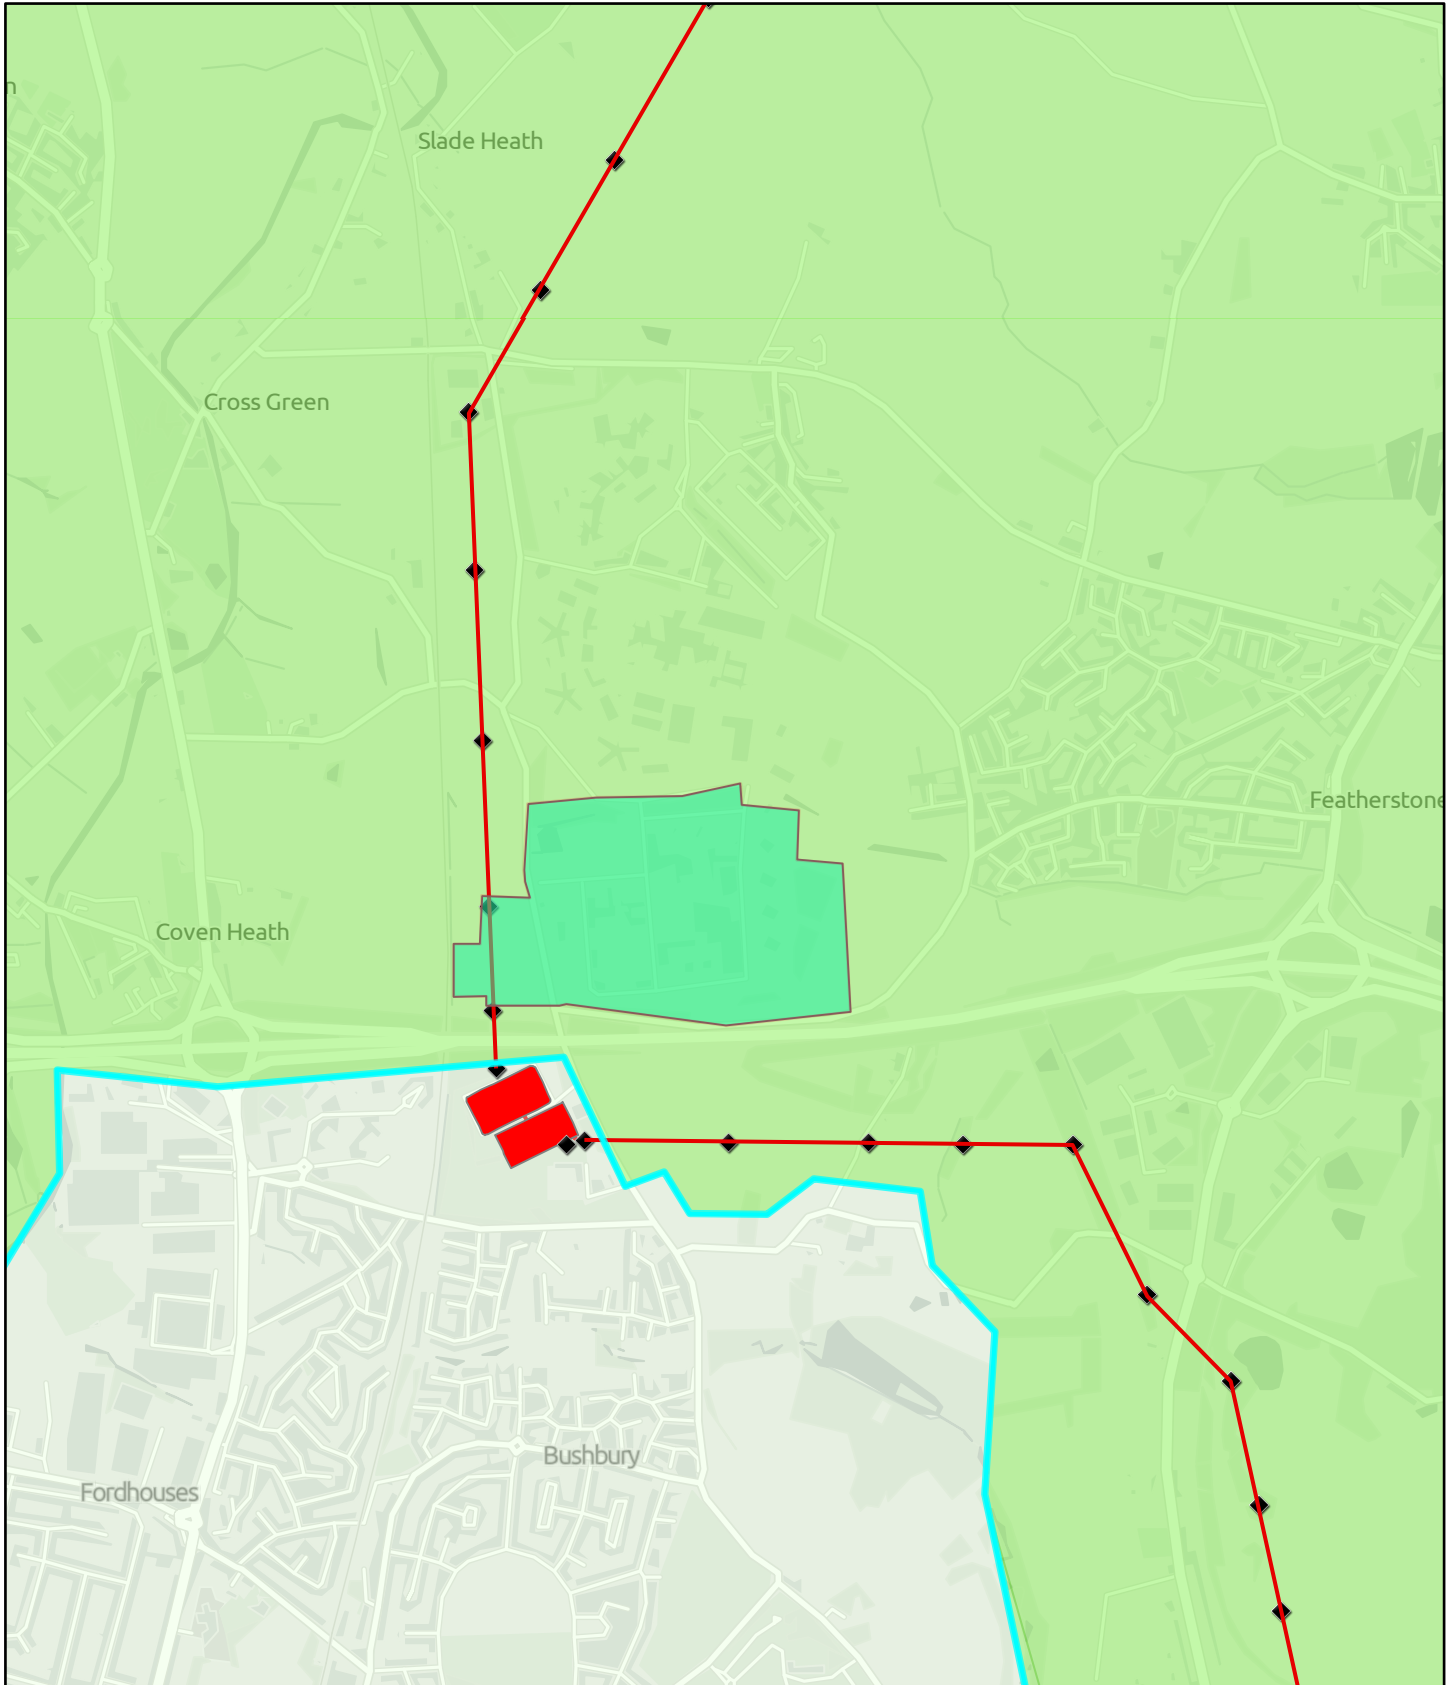 n
Slade Heath
Cross Green
Featherstone
Coven Heath
Bushbury
Fordhouses